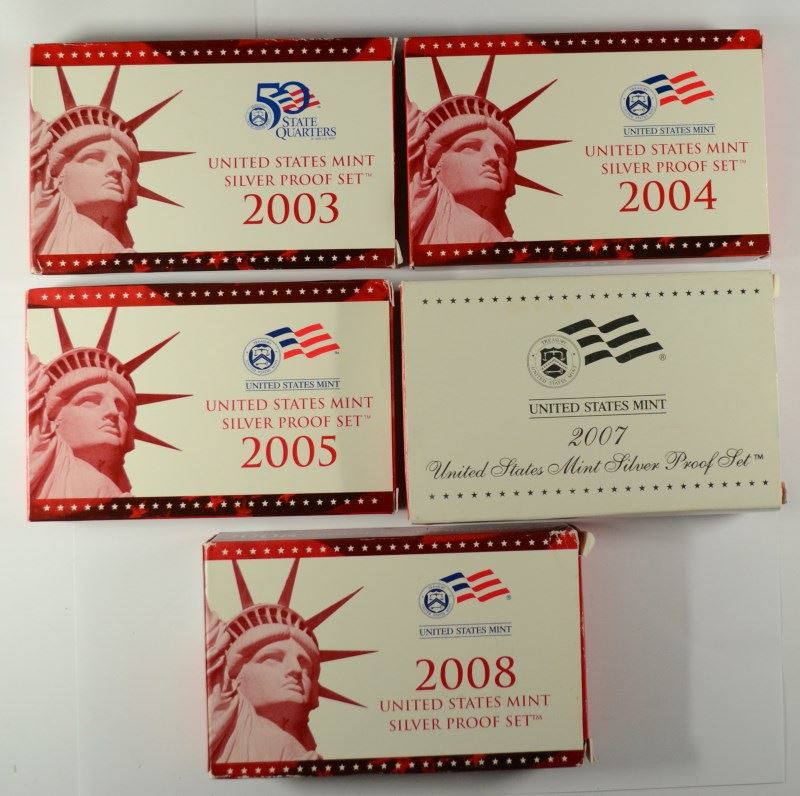 50
STATE
QUARTERS
UNITED STATES MINT
SILVER PROOF SET™
2003
UNITED STATES MINT
UNITED STATES MINT
SILVER PROOF SET™
2004
UNITED STATES MINT
UNITED STATES MINT
SILVER PROOF SET™
2005
UNITED STATES MINT
2007
United States Mint Silver Proof Set™
UNITED STATES MINT
2008
UNITED STATES MINT
SILVER PROOF SET™